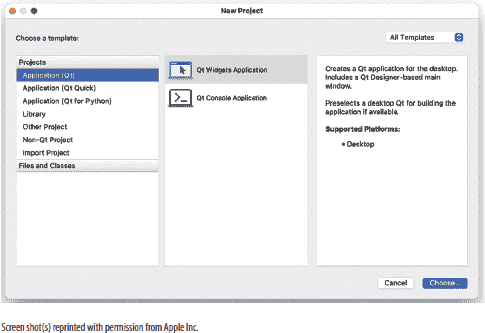 New Project
Choose a template:
All Templates
Projects
Application (Qt)
Application (Qt Quick)
Application (Qt for Python)
Library
Other Project
Non-Qt Project
Import Project
Files and Classes
Qt Widgets Application
Qt Console Application
Creates a Qt application for the desktop.
Includes a Qt Designer-based main
window.
Preselects a desktop Qt for building the
application if available.
Supported Platforms:
• Desktop
Cancel
Choose...
Screen shot(s) reprinted with permission from Apple Inc.